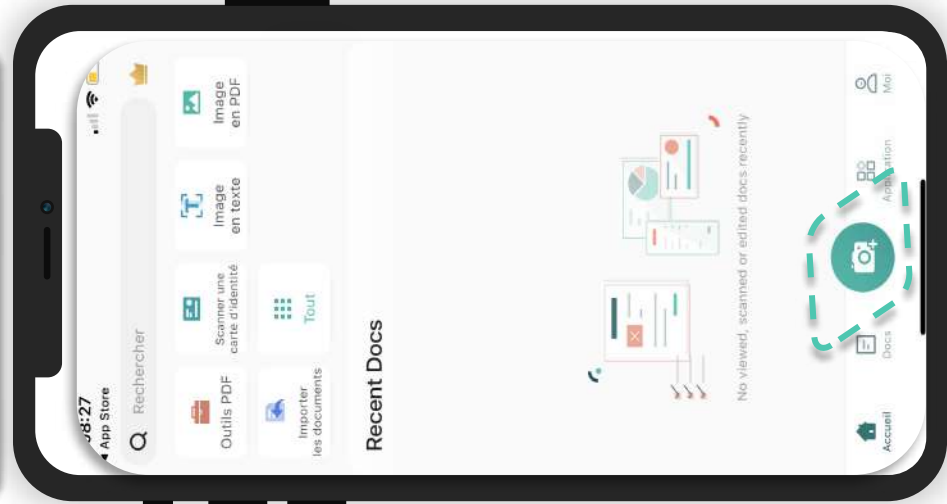 08:27
App Store
Rechercher
Outils PDF
Scanner une
carte d'identité
Image
en texte
Image
en PDF
Importer
les documents
Tout
Recent Docs
No viewed, scanned or edited docs recently
Accueil
Docs
Application
Moi